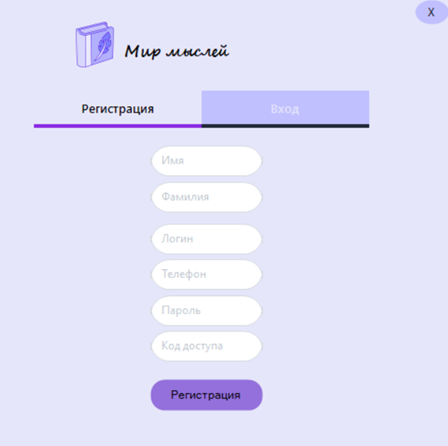 X
Мир мыслей
Регистрация
Вход
Имя
Фамилия
Логин
Телефон
Пароль
Код доступа
Регистрация